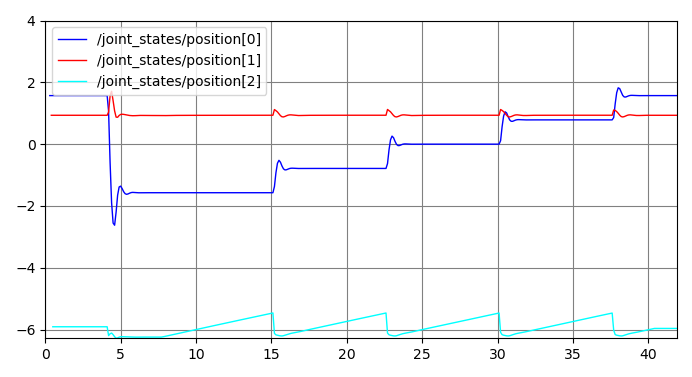 /joint_states/position[0]
/joint_states/position[1]
/joint_states/position[2]
4
2
0
−2
−4
−6
0 5 10 15 20 25 30 35 40